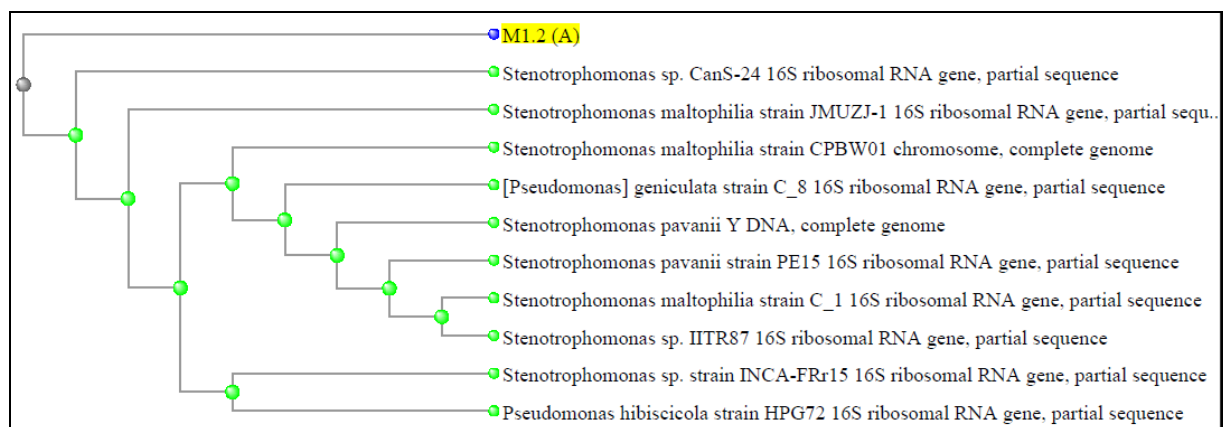 M1.2 (A)
Stenotrophomonas sp. CanS-24 16S ribosomal RNA gene, partial sequence
Stenotrophomonas maltophilia strain JMUZJ-1 16S ribosomal RNA gene, partial sequ..
Stenotrophomonas maltophilia strain CPBW01 chromosome, complete genome
[Pseudomonas] geniculata strain C_8 16S ribosomal RNA gene, partial sequence
Stenotrophomonas pavanii Y DNA, complete genome
Stenotrophomonas pavanii strain PE15 16S ribosomal RNA gene, partial sequence
Stenotrophomonas maltophilia strain C_1 16S ribosomal RNA gene, partial sequence
Stenotrophomonas sp. IITR87 16S ribosomal RNA gene, partial sequence
Stenotrophomonas sp. strain INCA-FRr15 16S ribosomal RNA gene, partial sequence
Pseudomonas hibiscicola strain HPG72 16S ribosomal RNA gene, partial sequence